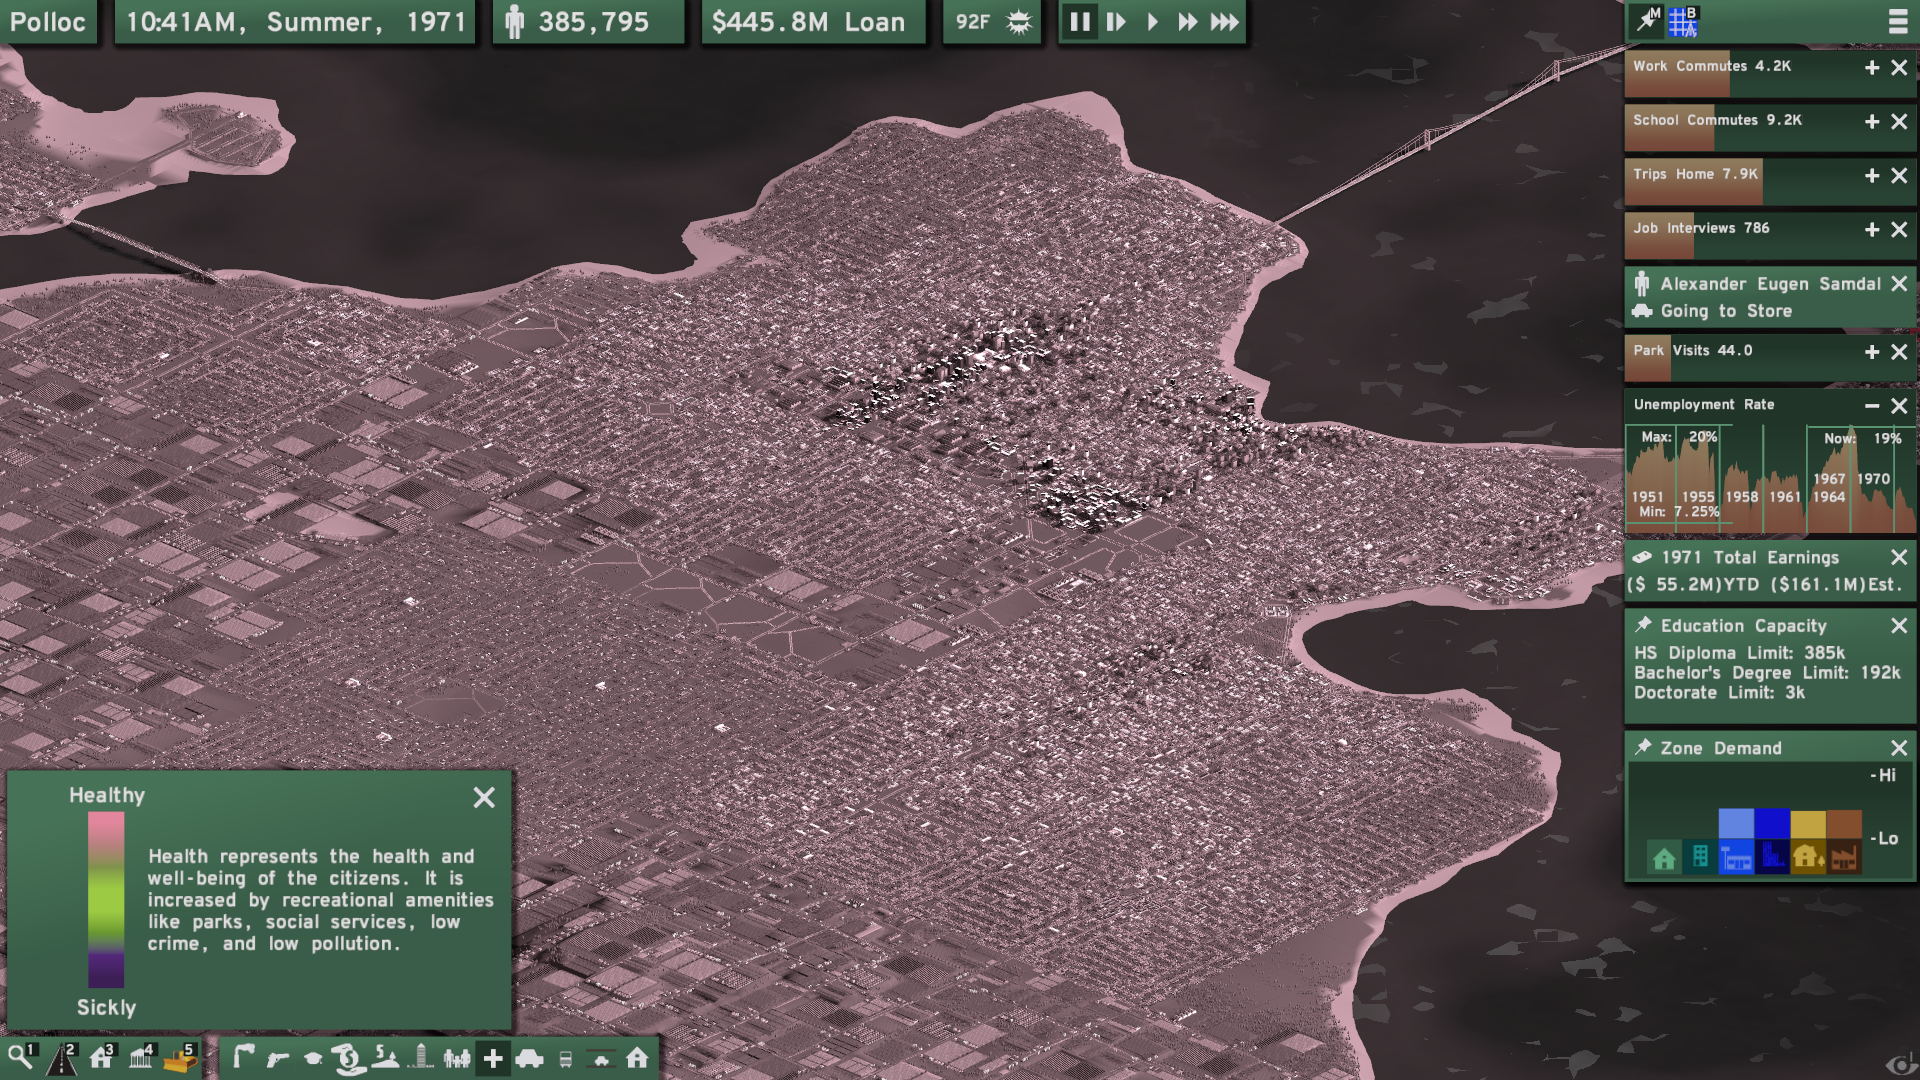 Polloc
10:41AM, Summer, 1971
385,795
$445.8M Loan
92F
M
B
Work Commutes 4.2K
School Commutes 9.2K
Trips Home 7.9K
Job Interviews 786
Alexander Eugen Samdal
Going to Store
Park Visits 44.0
Unemployment Rate
Max: 20%
Now: 19%
1967 1970
1951 1955 1958 1961 1964
Min: 7.25%
1971 Total Earnings
($ 55.2M)YTD ($161.1M)Est.
Education Capacity
HS Diploma Limit: 385k
Bachelor's Degree Limit: 192k
Doctorate Limit: 3k
Zone Demand
-Hi
-Lo
Healthy
Health represents the health and
well-being of the citizens. It is
increased by recreational amenities
like parks, social services, low
crime, and low pollution.
Sickly
1 2 3 4 5